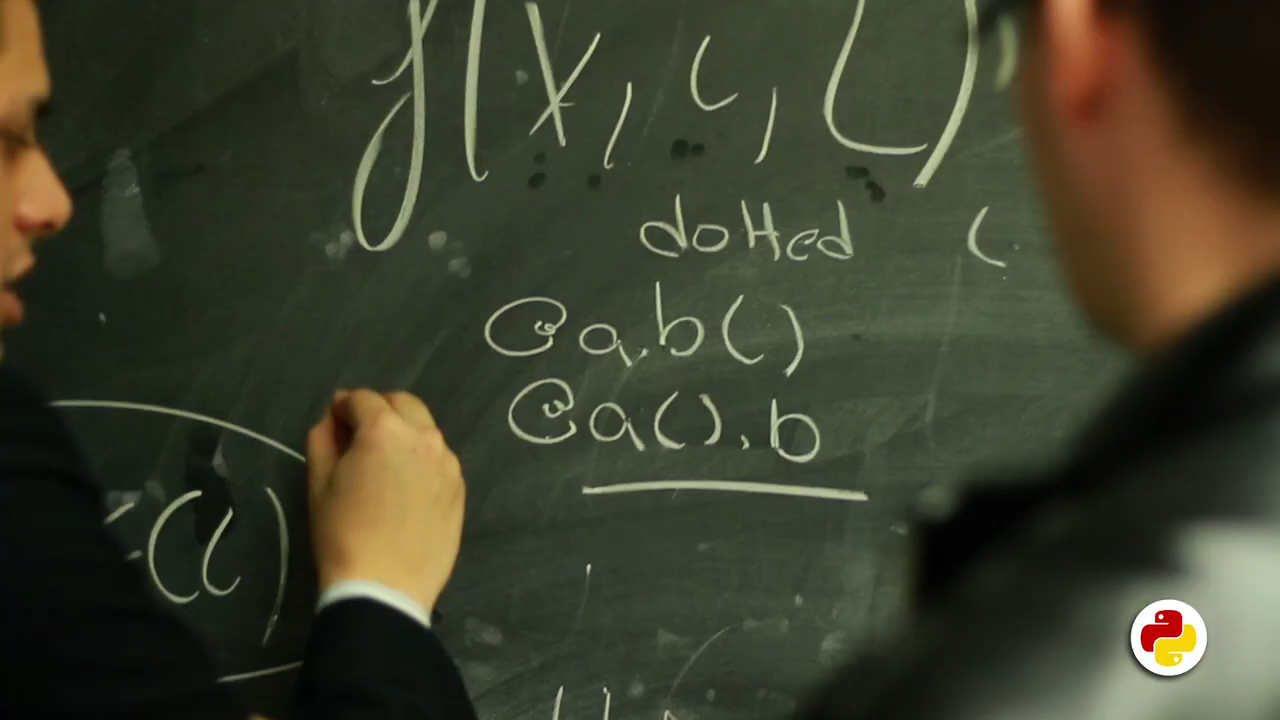 f(x, c, L)
dotted (
@a.b()
@a().b